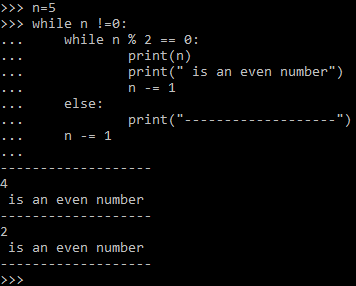 >>> n=5
>>> while n !=0:
...     while n % 2 == 0:
...             print(n)
...             print(" is an even number")
...             n -= 1
...     else:
...             print("-------------------")
...     n -= 1
...
-------------------
4
 is an even number
-------------------
2
 is an even number
-------------------
>>>